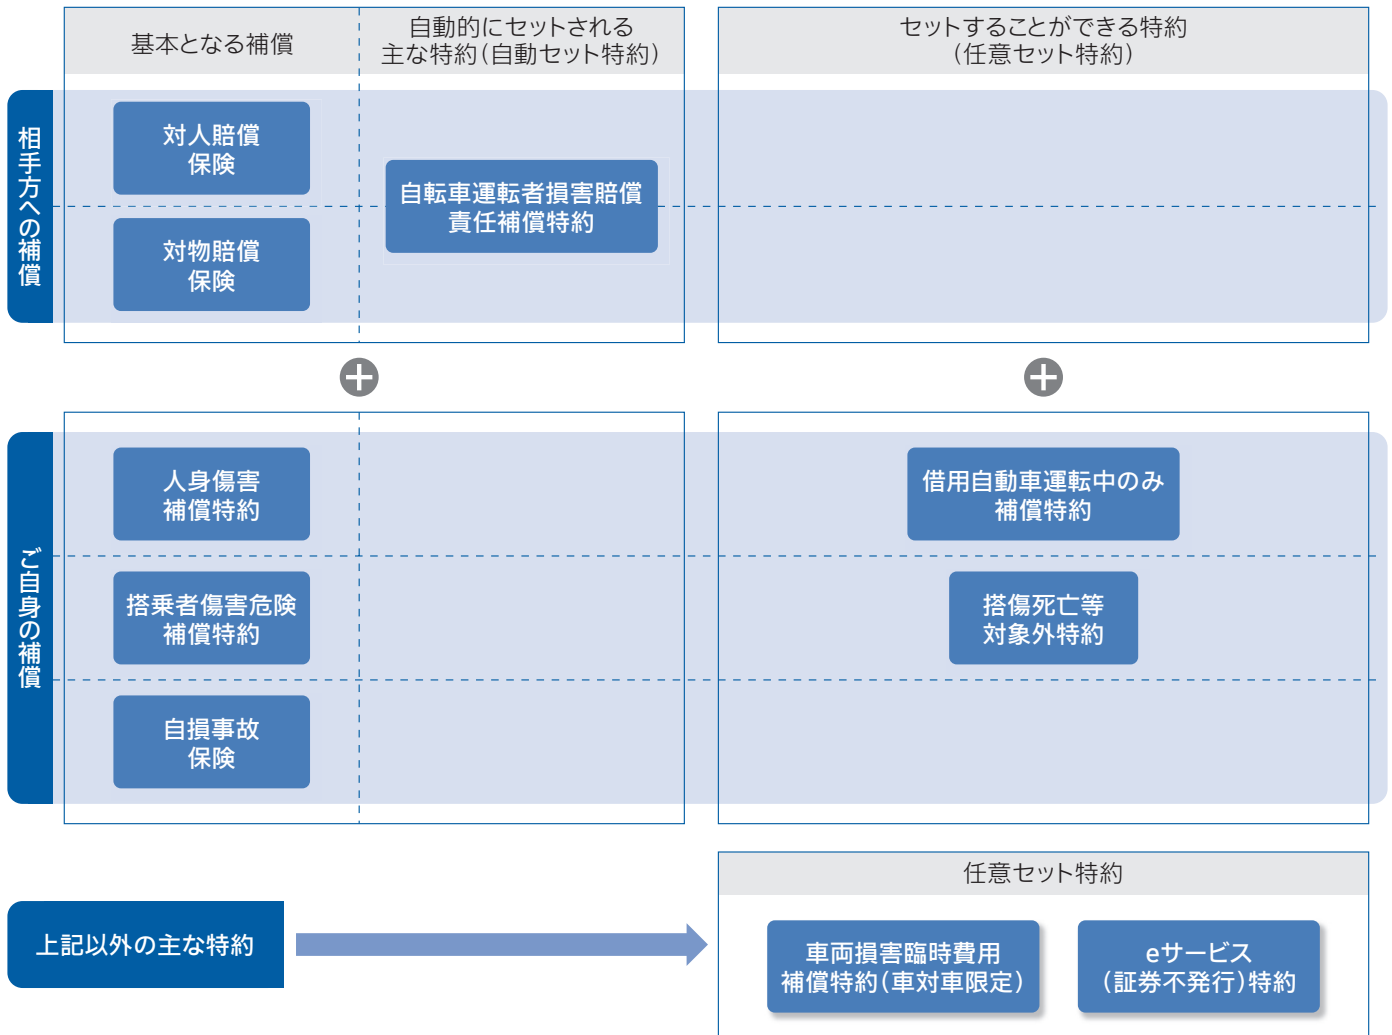 基本となる補償
自動的にセットされる
主な特約(自動セット特約)
セットすることができる特約
(任意セット特約)
相手方への補償
対人賠償
保険
自転車運転者損害賠償
責任補償特約
対物賠償
保険
ご自身の補償
人身傷害
補償特約
借用自動車運転中のみ
補償特約
搭乗者傷害危険
補償特約
搭傷死亡等
対象外特約
自損事故
保険
上記以外の主な特約
任意セット特約
車両損害臨時費用
補償特約(車対車限定)
eサービス
(証券不発行)特約